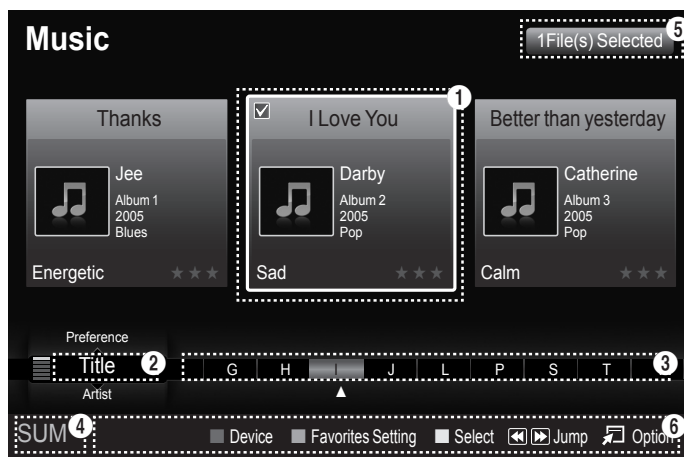 Music
1File(s) Selected
5
1
Thanks
I Love You
Better than yesterday
Jee
Album 1
2005
Blues
Darby
Album 2
2005
Pop
Catherine
Album 3
2005
Pop
Energetic
Sad
Calm
Preference
Title
2
G H I J L P S T
3
Artist
SUM
4
Device Favorites Setting Select Jump Option
6